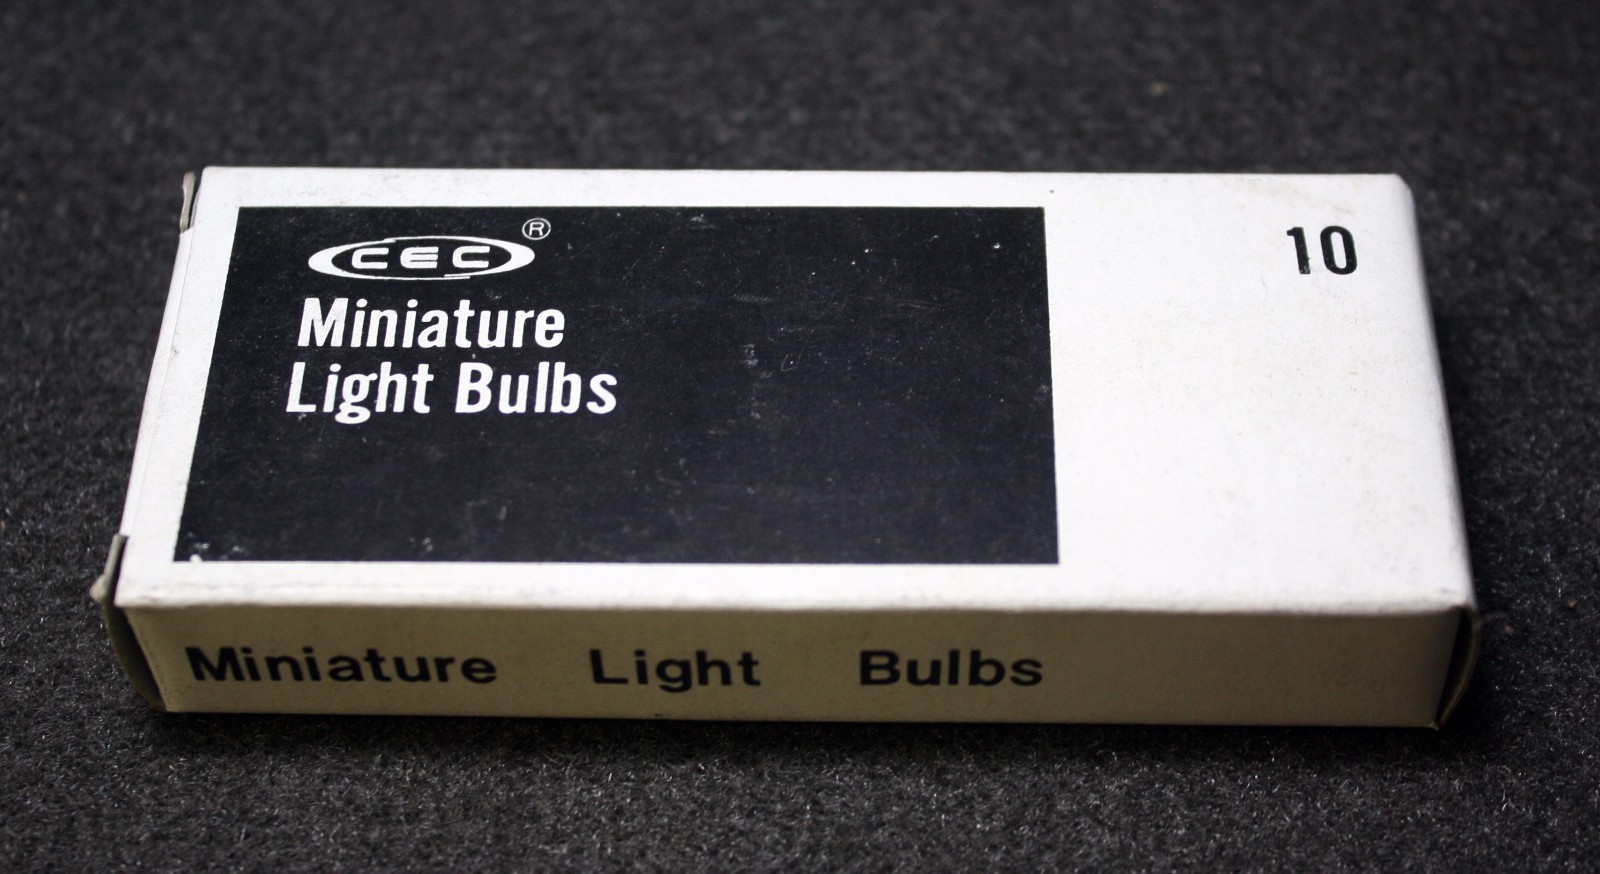 CEC®
Miniature
Light Bulbs
10
Miniature Light Bulbs